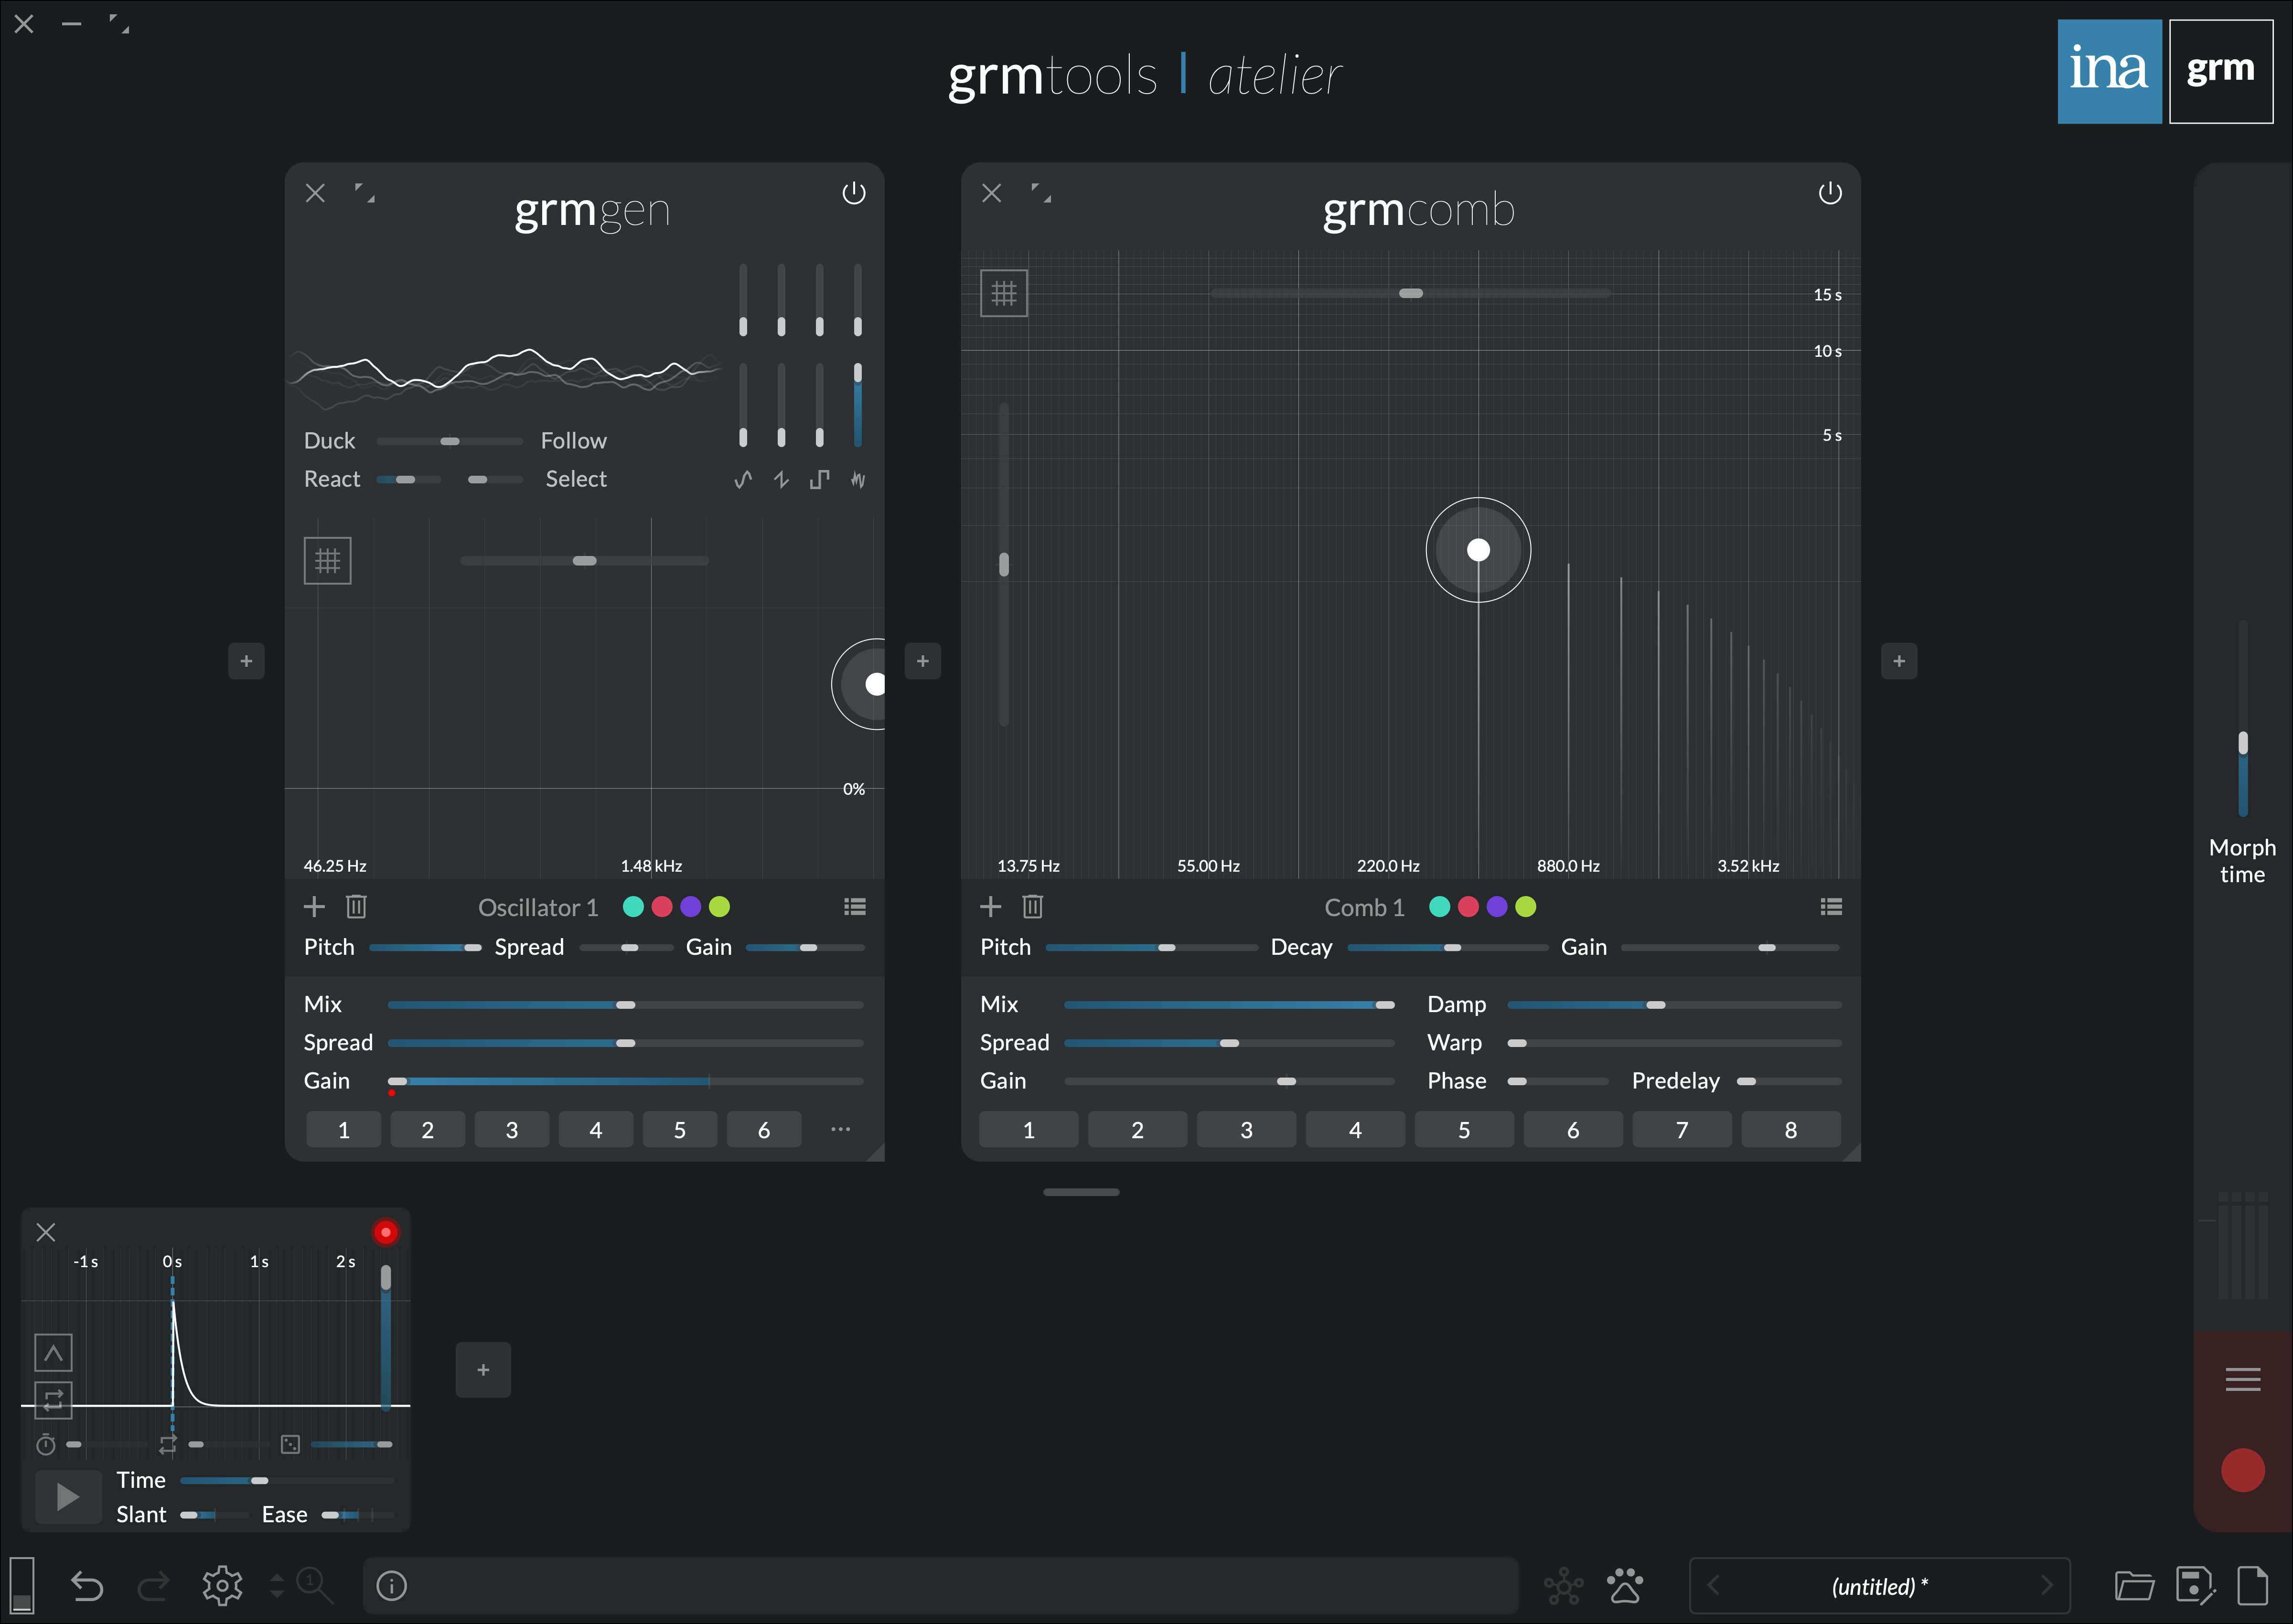 grmtools | atelier
ina grm
grmgen
Duck Follow
React Select
0%
46.25 Hz 1.48 kHz
Oscillator 1
Pitch Spread Gain
Mix
Spread
Gain
1 2 3 4 5 6 ...
grmcomb
15 s
10 s
5 s
13.75 Hz 55.00 Hz 220.0 Hz 880.0 Hz 3.52 kHz
Comb 1
Pitch Decay Gain
Mix Damp
Spread Warp
Gain Phase Predelay
1 2 3 4 5 6 7 8
Morph
time
-1 s 0 s 1 s 2 s
Time
Slant Ease
1
(untitled) *